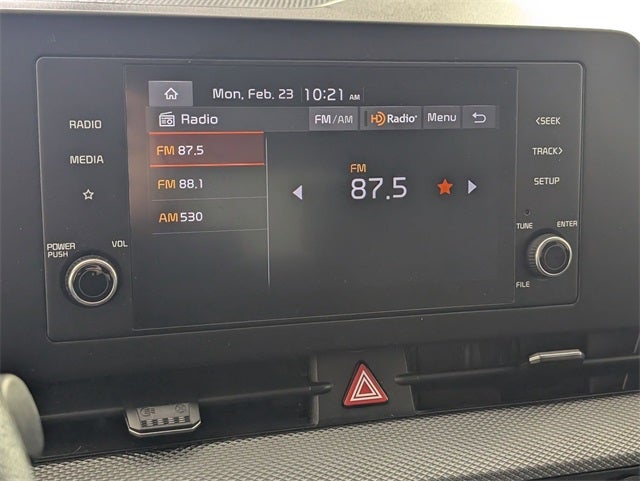 Mon, Feb. 23 10:21 AM
Radio FM/AM HD Radio Menu
FM 87.5
FM 88.1
AM 530
FM
87.5
RADIO
MEDIA
POWER
PUSH
VOL
<SEEK
TRACK>
SETUP
TUNE
ENTER
FILE